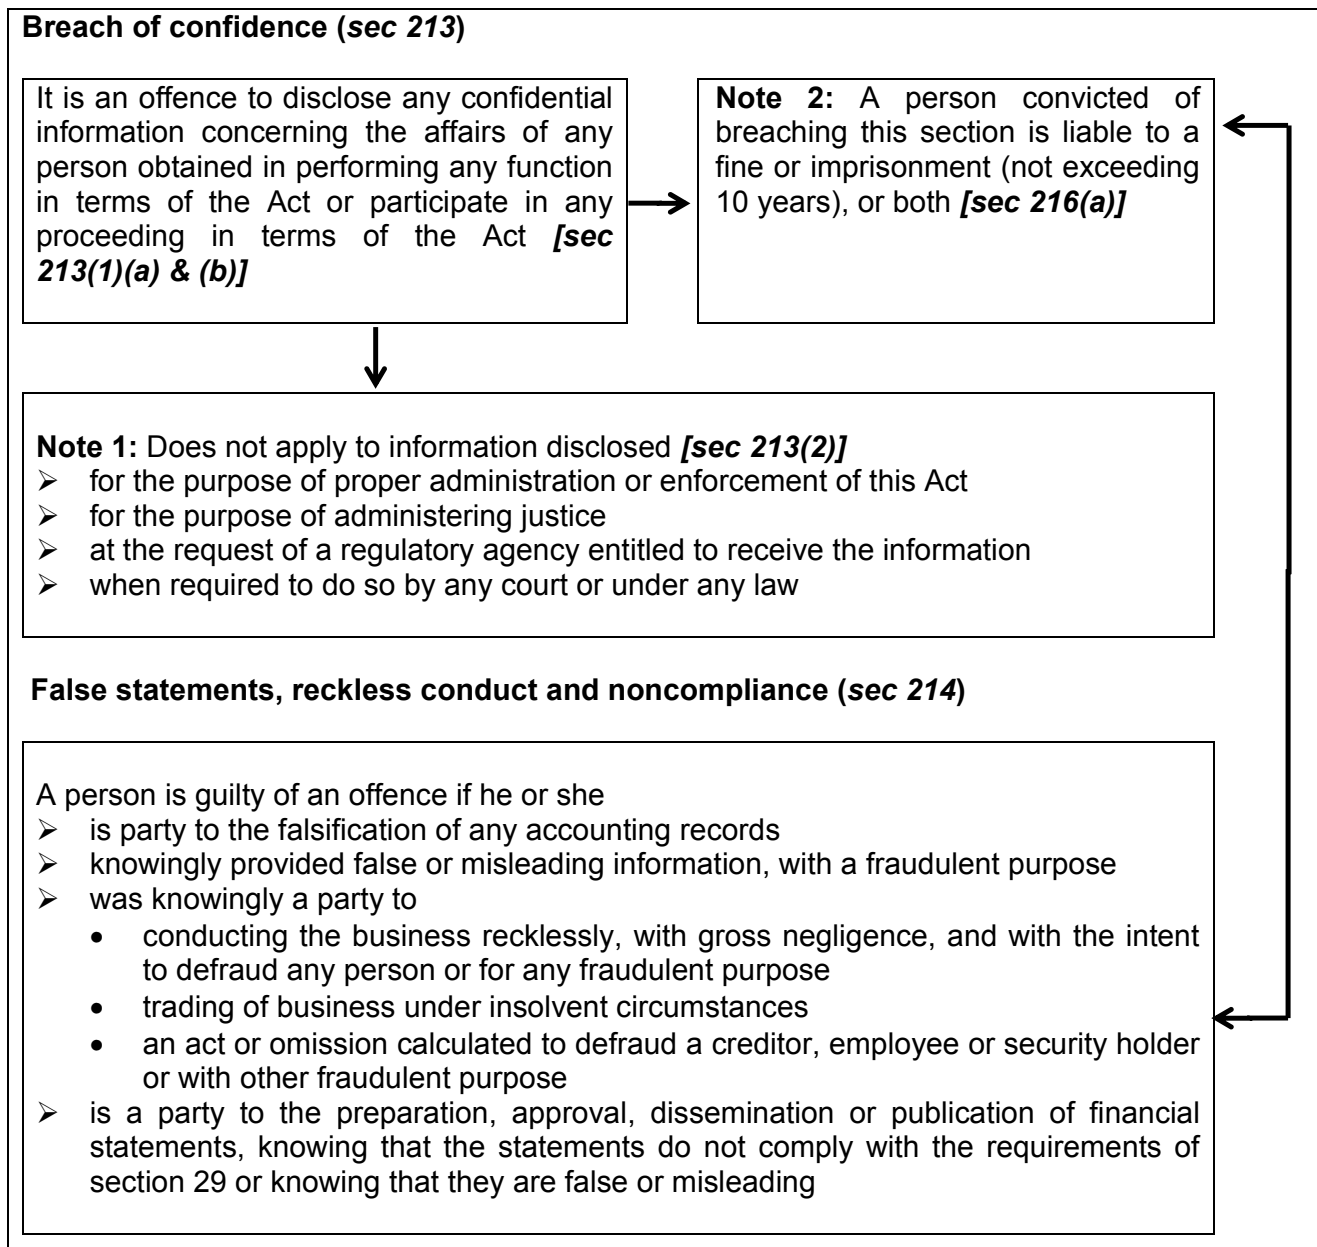 Breach of confidence (sec 213)
It is an offence to disclose any confidential
information concerning the affairs of any
person obtained in performing any function
in terms of the Act or participate in any
proceeding in terms of the Act [sec
213(1)(a) & (b)]
Note 2: A person convicted of
breaching this section is liable to a
fine or imprisonment (not exceeding
10 years), or both [sec 216(a)]
Note 1: Does not apply to information disclosed [sec 213(2)]
➢ for the purpose of proper administration or enforcement of this Act
➢ for the purpose of administering justice
➢ at the request of a regulatory agency entitled to receive the information
➢ when required to do so by any court or under any law
False statements, reckless conduct and noncompliance (sec 214)
A person is guilty of an offence if he or she
➢ is party to the falsification of any accounting records
➢ knowingly provided false or misleading information, with a fraudulent purpose
➢ was knowingly a party to
• conducting the business recklessly, with gross negligence, and with the intent
to defraud any person or for any fraudulent purpose
• trading of business under insolvent circumstances
• an act or omission calculated to defraud a creditor, employee or security holder
or with other fraudulent purpose
➢ is a party to the preparation, approval, dissemination or publication of financial
statements, knowing that the statements do not comply with the requirements of
section 29 or knowing that they are false or misleading